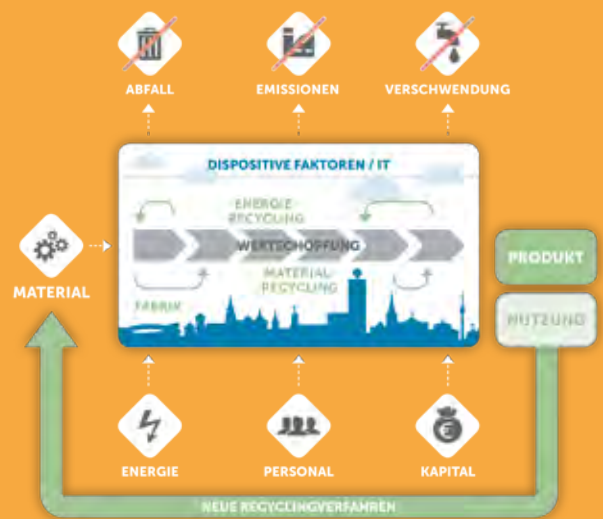 ABFALL
EMISSIONEN
VERSCHWENDUNG
DISPOSITIVE FAKTOREN / IT
ENERGIE-
RECYCLING
WERTSCHÖPFUNG
MATERIAL-
RECYCLING
FABRIK
MATERIAL
PRODUKT
NUTZUNG
ENERGIE
PERSONAL
KAPITAL
NEUE RECYCLINGVERFAHREN